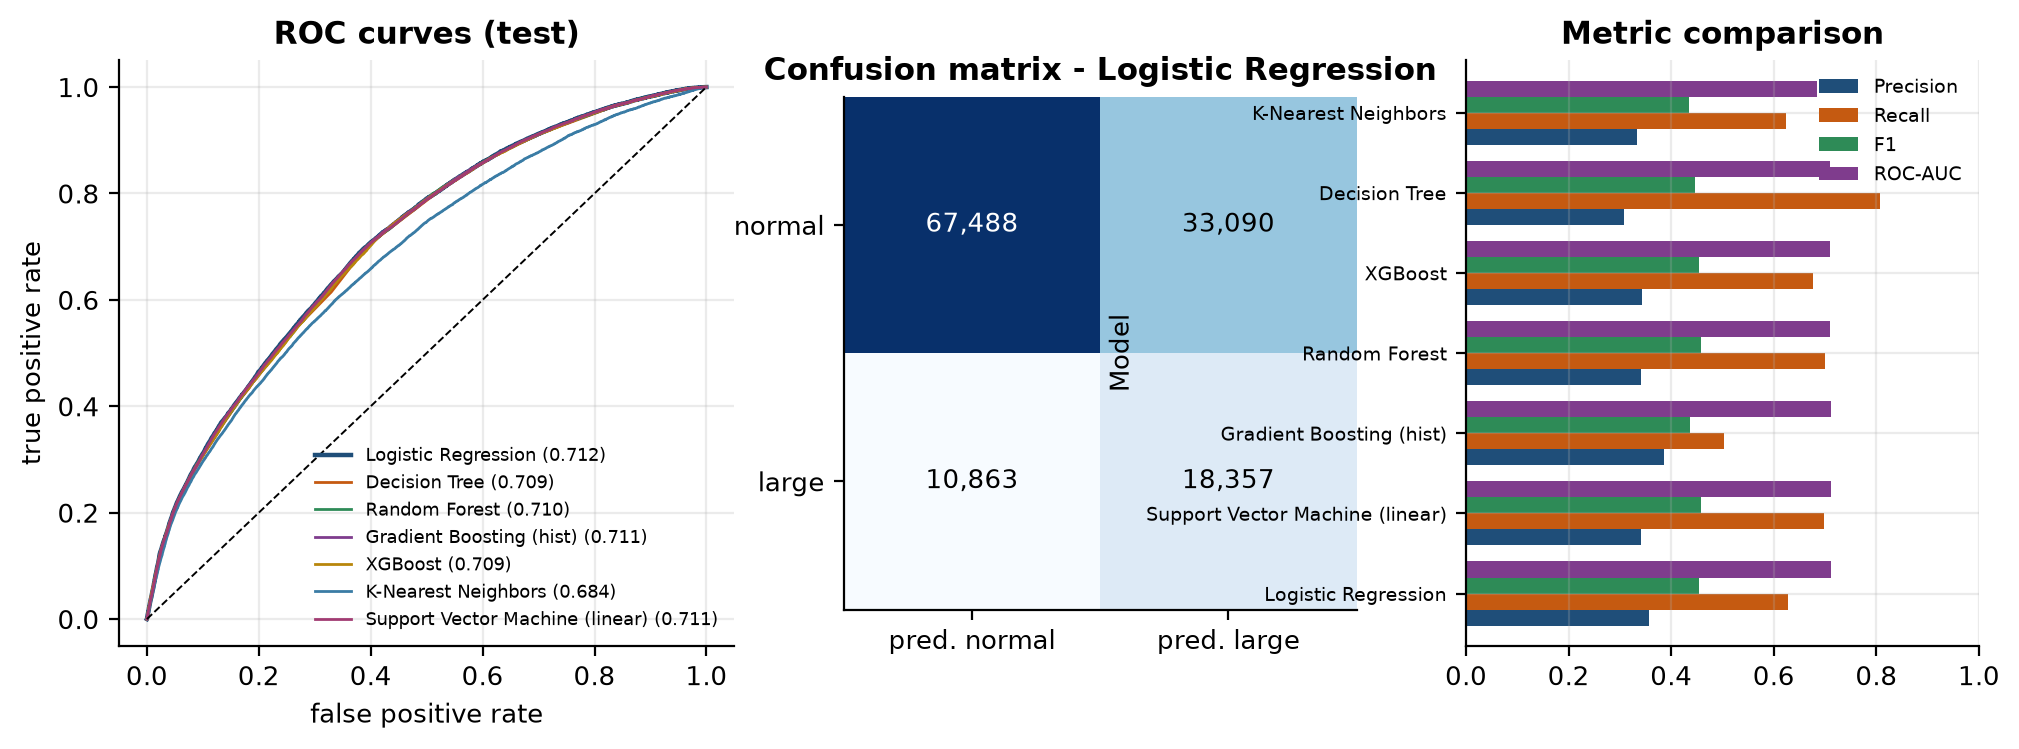 ROC curves (test)
true positive rate
1.0
0.8
0.6
0.4
0.2
0.0
Logistic Regression (0.712)
Decision Tree (0.709)
Random Forest (0.710)
Gradient Boosting (hist) (0.711)
XGBoost (0.709)
K-Nearest Neighbors (0.684)
Support Vector Machine (linear) (0.711)
0.0 0.2 0.4 0.6 0.8 1.0
false positive rate
Confusion matrix - Logistic Regression
normal
67,488 33,090
large
10,863 18,357
pred. normal pred. large
Metric comparison
Model
K-Nearest Neighbors
Decision Tree
XGBoost
Random Forest
Gradient Boosting (hist)
Support Vector Machine (linear)
Logistic Regression
Precision
Recall
F1
ROC-AUC
0.0 0.2 0.4 0.6 0.8 1.0